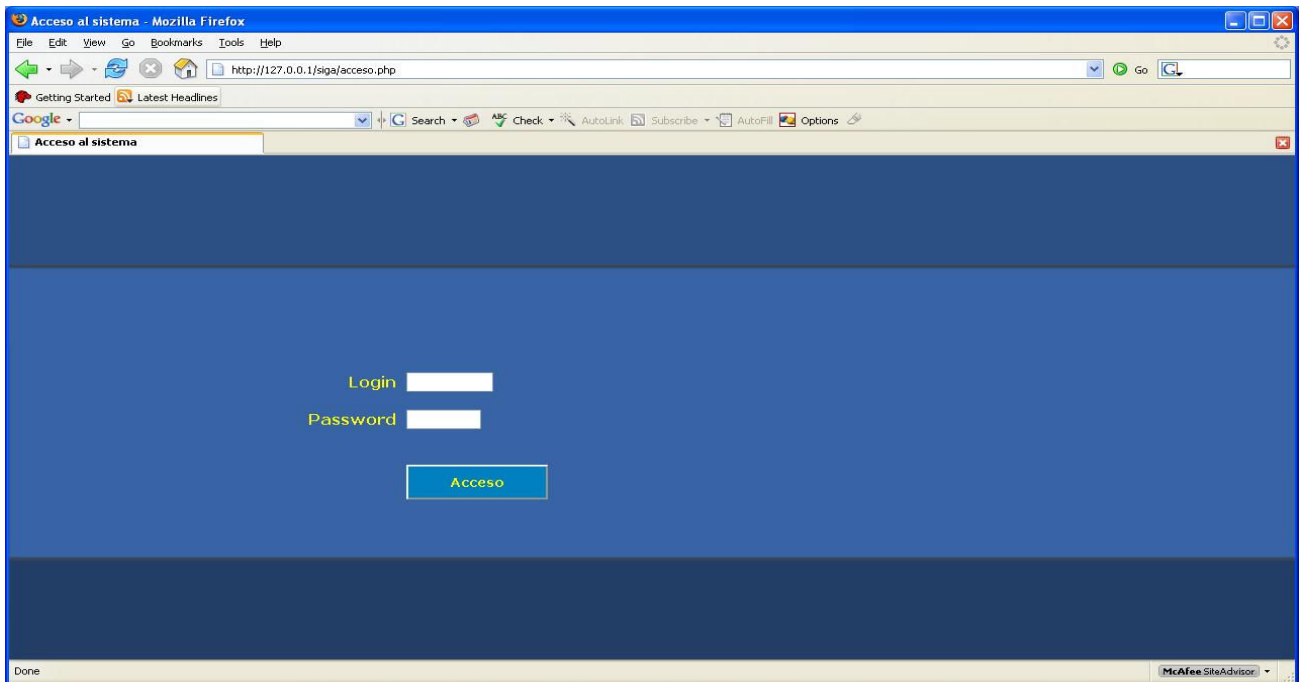 Acceso al sistema - Mozilla Firefox
File Edit View Go Bookmarks Tools Help
http://127.0.0.1/siga/acceso.php Go G
Getting Started Latest Headlines
Google Search ABC Check AutoLink Subscribe AutoFill Options
Acceso al sistema
Login
Password
Acceso
Done McAfee SiteAdvisor